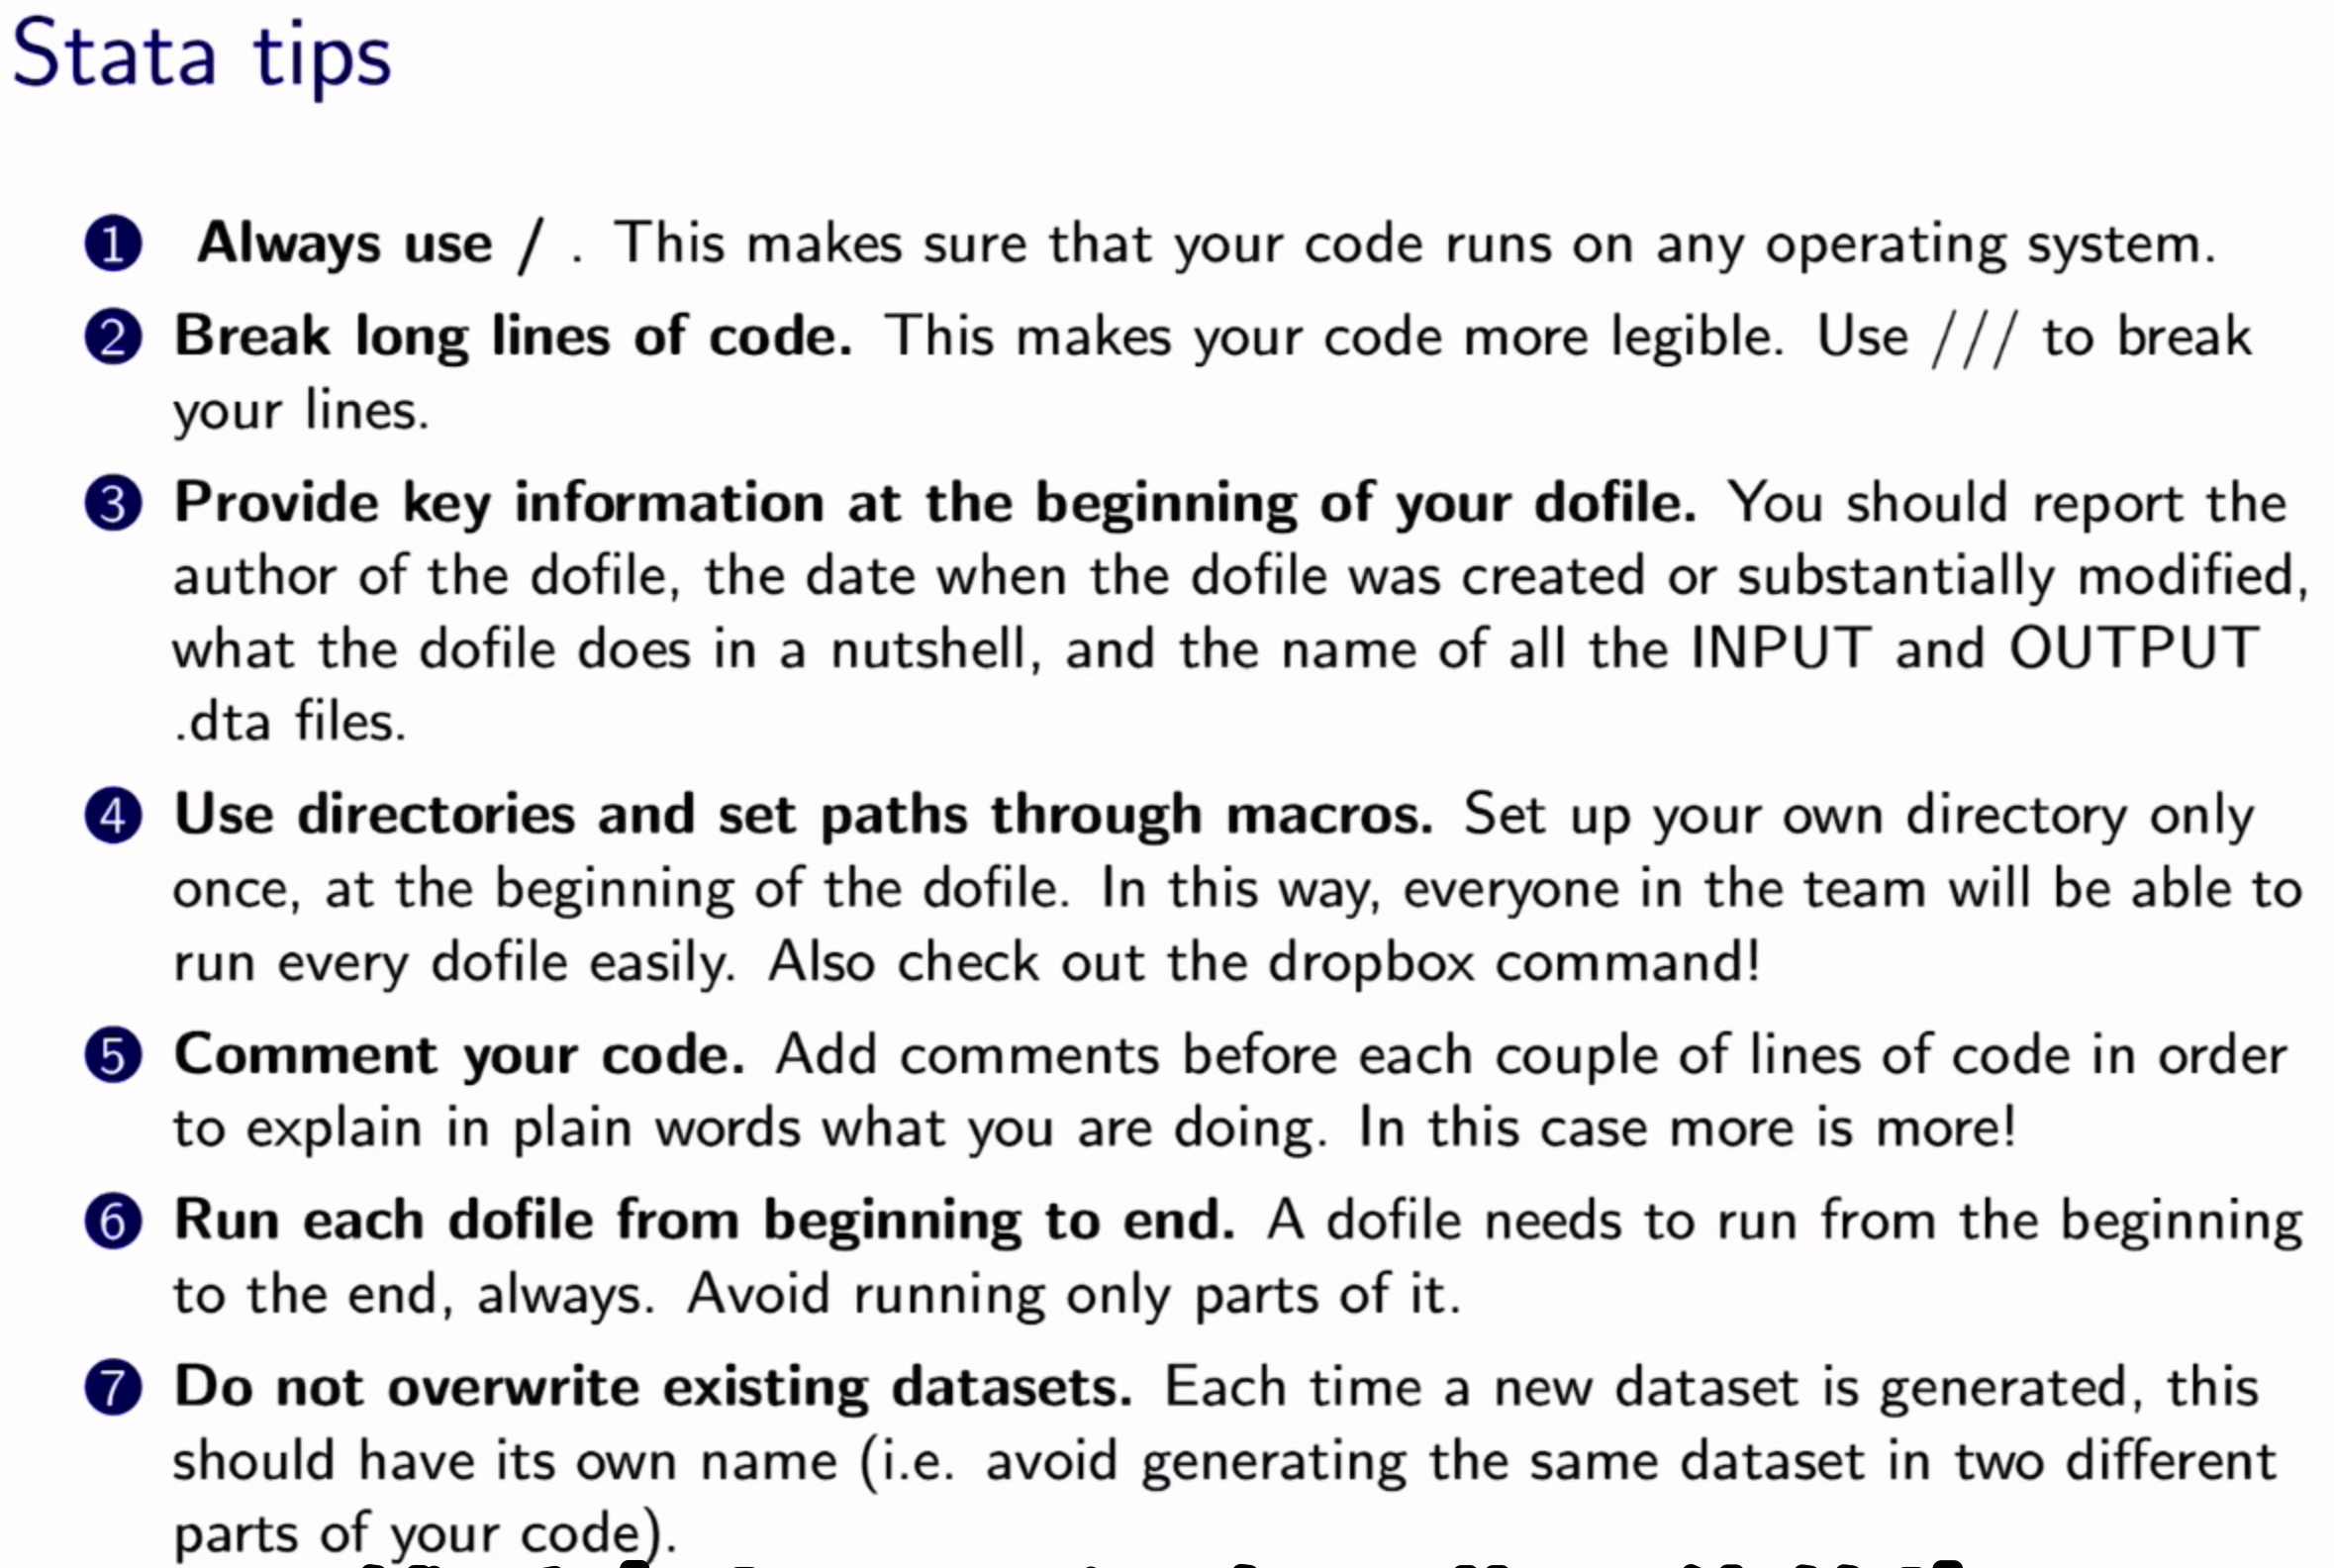 Stata tips
1 Always use / . This makes sure that your code runs on any operating system.
2 Break long lines of code. This makes your code more legible. Use /// to break
your lines.
3 Provide key information at the beginning of your dofile. You should report the
author of the dofile, the date when the dofile was created or substantially modified,
what the dofile does in a nutshell, and the name of all the INPUT and OUTPUT
.dta files.
4 Use directories and set paths through macros. Set up your own directory only
once, at the beginning of the dofile. In this way, everyone in the team will be able to
run every dofile easily. Also check out the dropbox command!
5 Comment your code. Add comments before each couple of lines of code in order
to explain in plain words what you are doing. In this case more is more!
6 Run each dofile from beginning to end. A dofile needs to run from the beginning
to the end, always. Avoid running only parts of it.
7 Do not overwrite existing datasets. Each time a new dataset is generated, this
should have its own name (i.e. avoid generating the same dataset in two different
parts of your code).